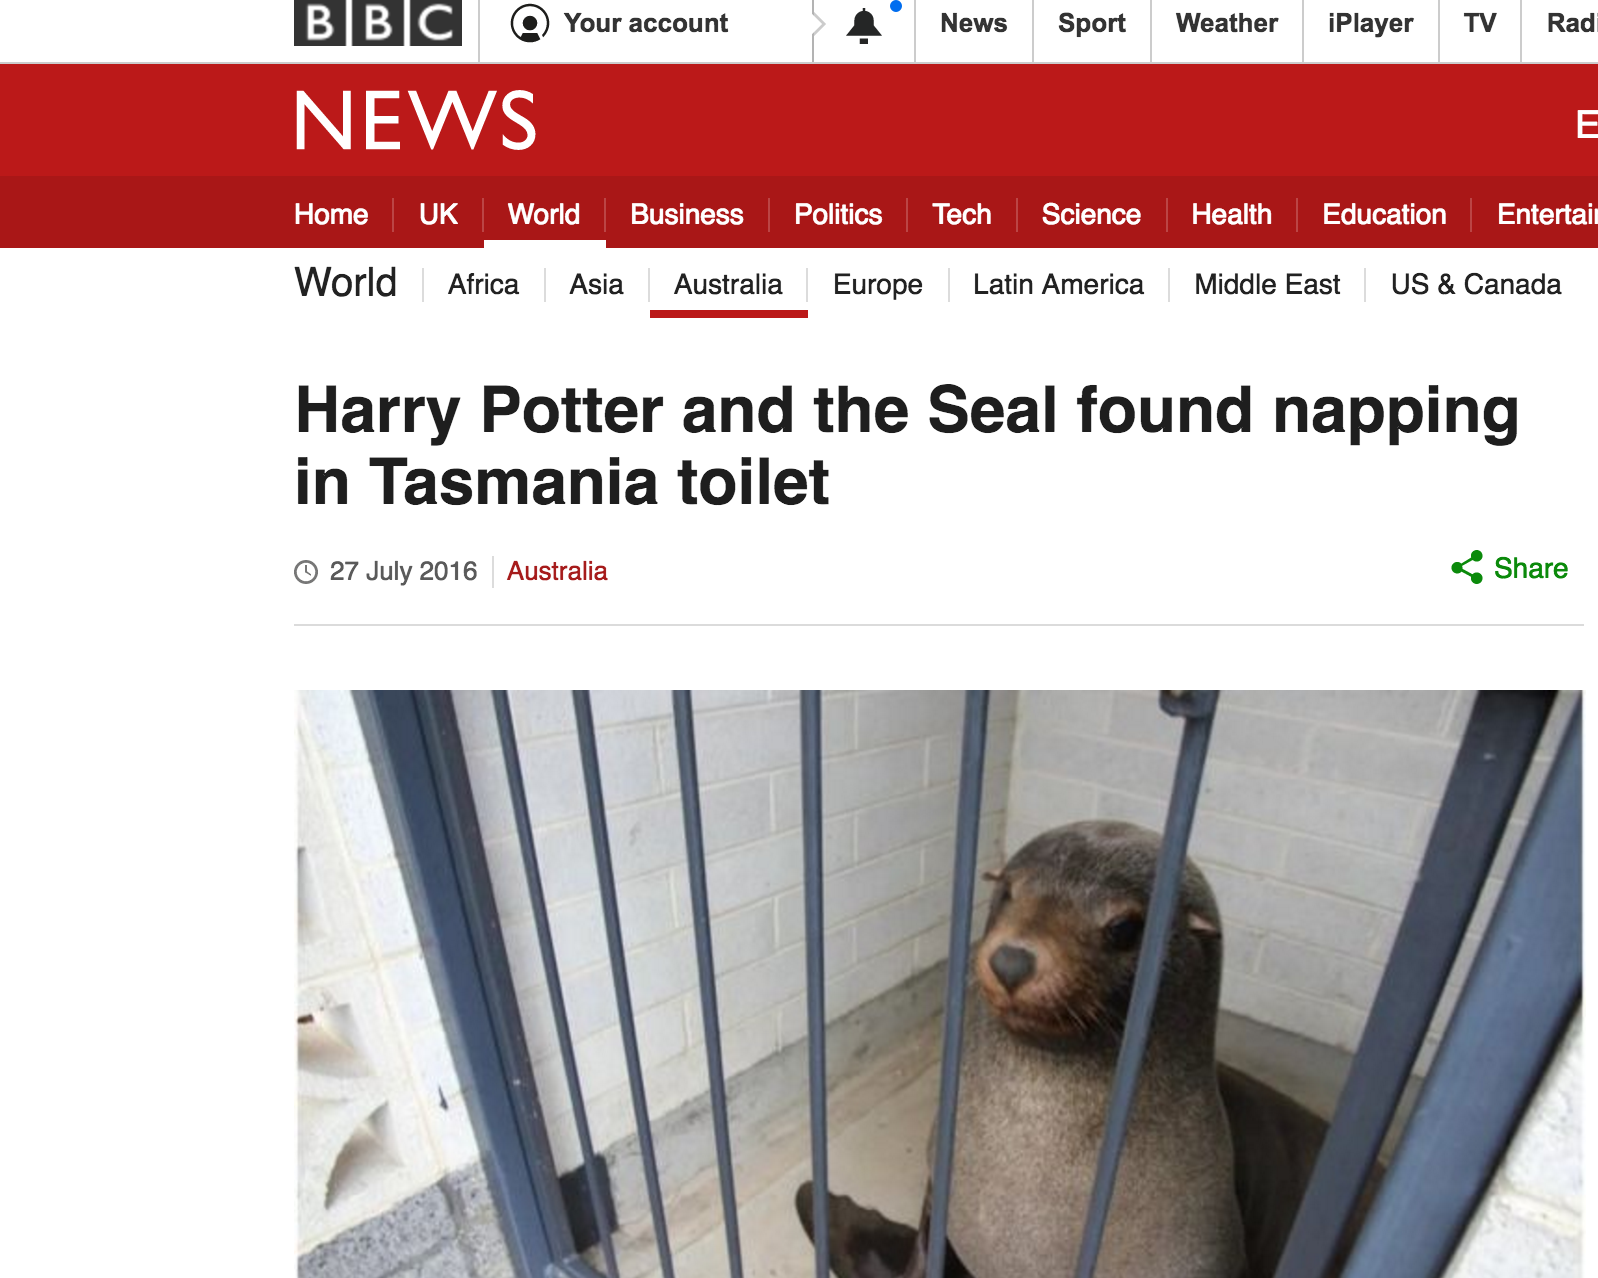 BBC
Your account
News
Sport
Weather
iPlayer
TV
NEWS
Home
UK
World
Business
Politics
Tech
Science
Health
Education
World
Africa
Asia
Australia
Europe
Latin America
Middle East
US & Canada
Harry Potter and the Seal found napping
in Tasmania toilet
27 July 2016
Australia
Share